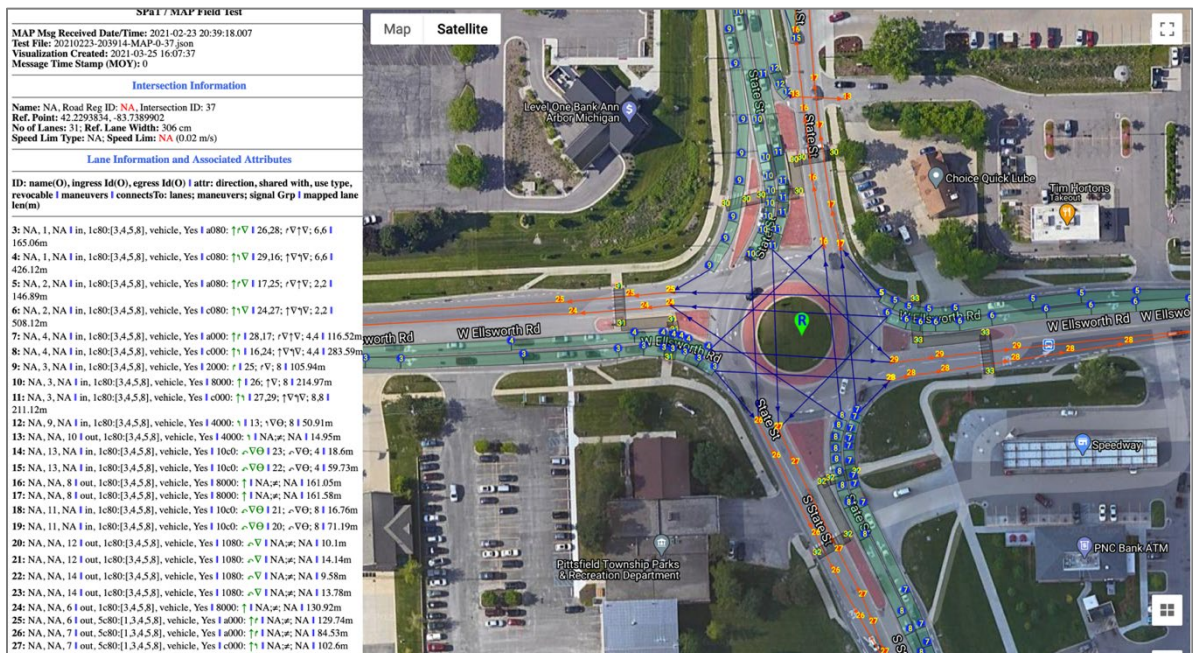 SPaT / MAP Field Test
MAP Msg Received Date/Time: 2021-02-23 20:39:18.007
Test File: 20210223-203914-MAP-0-37.json
Visualization Created: 2021-03-25 16:07:37
Message Time Stamp (MOY): 0
Intersection Information
Name: NA, Road Reg ID: NA, Intersection ID: 37
Ref. Point: 42.2293834, -83.7389902
No of Lanes: 31; Ref. Lane Width: 306 cm
Speed Lim Type: NA; Speed Lim: NA (0.02 m/s)
Lane Information and Associated Attributes
ID: name(O), ingress Id(O), egress Id(O) | attr: direction, shared with, use type,
revocable | maneuvers | connectsTo: lanes; maneuvers; signal Grp | mapped lane
len(m)
3: NA, 1, NA | in, 1c80:[3,4,5,8], vehicle, Yes | a080: ↑↱∇ | 26,28; ↱∇↑∇; 6,6 |
165.06m
4: NA, 1, NA | in, 1c80:[3,4,5,8], vehicle, Yes | c080: ↑↰∇ | 29,16; ↑∇↰∇; 6,6 |
426.12m
5: NA, 2, NA | in, 1c80:[3,4,5,8], vehicle, Yes | a080: ↑↱∇ | 17,25; ↱∇↑∇; 2,2 |
146.89m
6: NA, 2, NA | in, 1c80:[3,4,5,8], vehicle, Yes | c080: ↑↰∇ | 24,27; ↑∇↰∇; 2,2 |
508.12m
7: NA, 4, NA | in, 1c80:[3,4,5,8], vehicle, Yes | a000: ↑↱ | 28,17; ↱∇↑∇; 4,4 | 116.52m
8: NA, 4, NA | in, 1c80:[3,4,5,8], vehicle, Yes | c000: ↑↰ | 16,24; ↑∇↰∇; 4,4 | 283.59m
9: NA, 3, NA | in, 1c80:[3,4,5,8], vehicle, Yes | 2000: ↱ | 25; ↱∇; 8 | 105.94m
10: NA, 3, NA | in, 1c80:[3,4,5,8], vehicle, Yes | 8000: ↑ | 26; ↑∇; 8 | 214.97m
11: NA, 3, NA | in, 1c80:[3,4,5,8], vehicle, Yes | c000: ↑↰ | 27,29; ↑∇↰∇; 8,8 |
211.12m
12: NA, 9, NA | in, 1c80:[3,4,5,8], vehicle, Yes | 4000: ↰ | 13; ↰∇Θ; 8 | 50.91m
13: NA, NA, 10 | out, 1c80:[3,4,5,8], vehicle, Yes | 4000: ↰ | NA;≠; NA | 14.95m
14: NA, 13, NA | in, 1c80:[3,4,5,8], vehicle, Yes | 10c0: ↶∇Θ | 23; ↶∇Θ; 4 | 18.6m
15: NA, 13, NA | in, 1c80:[3,4,5,8], vehicle, Yes | 10c0: ↶∇Θ | 22; ↶∇Θ; 4 | 59.73m
16: NA, NA, 8 | out, 1c80:[3,4,5,8], vehicle, Yes | 8000: ↑ | NA;≠; NA | 161.05m
17: NA, NA, 8 | out, 1c80:[3,4,5,8], vehicle, Yes | 8000: ↑ | NA;≠; NA | 161.58m
18: NA, 11, NA | in, 1c80:[3,4,5,8], vehicle, Yes | 10c0: ↶∇Θ | 21; ↶∇Θ; 8 | 16.76m
19: NA, 11, NA | in, 1c80:[3,4,5,8], vehicle, Yes | 10c0: ↶∇Θ | 20; ↶∇Θ; 8 | 71.19m
20: NA, NA, 12 | out, 1c80:[3,4,5,8], vehicle, Yes | 1080: ↶∇ | NA;≠; NA | 10.1m
21: NA, NA, 12 | out, 1c80:[3,4,5,8], vehicle, Yes | 1080: ↶∇ | NA;≠; NA | 14.14m
22: NA, NA, 14 | out, 1c80:[3,4,5,8], vehicle, Yes | 1080: ↶∇ | NA;≠; NA | 9.58m
23: NA, NA, 14 | out, 1c80:[3,4,5,8], vehicle, Yes | 1080: ↶∇ | NA;≠; NA | 13.78m
24: NA, NA, 6 | out, 1c80:[3,4,5,8], vehicle, Yes | 8000: ↑ | NA;≠; NA | 130.92m
25: NA, NA, 6 | out, 5c80:[1,3,4,5,8], vehicle, Yes | a000: ↑↱ | NA;≠; NA | 129.74m
26: NA, NA, 7 | out, 5c80:[1,3,4,5,8], vehicle, Yes | a000: ↑↱ | NA;≠; NA | 84.53m
27: NA, NA, 7 | out, 5c80:[1,3,4,5,8], vehicle, Yes | c000: ↑↰ | NA;≠; NA | 102.6m
Map
Satellite
State St
State St
Level One Bank Ann
Arbor Michigan
Choice Quick Lube
Tim Hortons
Takeout
State St
W Ellsworth Rd
W Ellsworth Rd
W Ellsworth Rd
W Ellsworth Rd
R
State St
Speedway
S State St
State St
Pittsfield Township Parks
& Recreation Department
PNC Bank ATM
S St